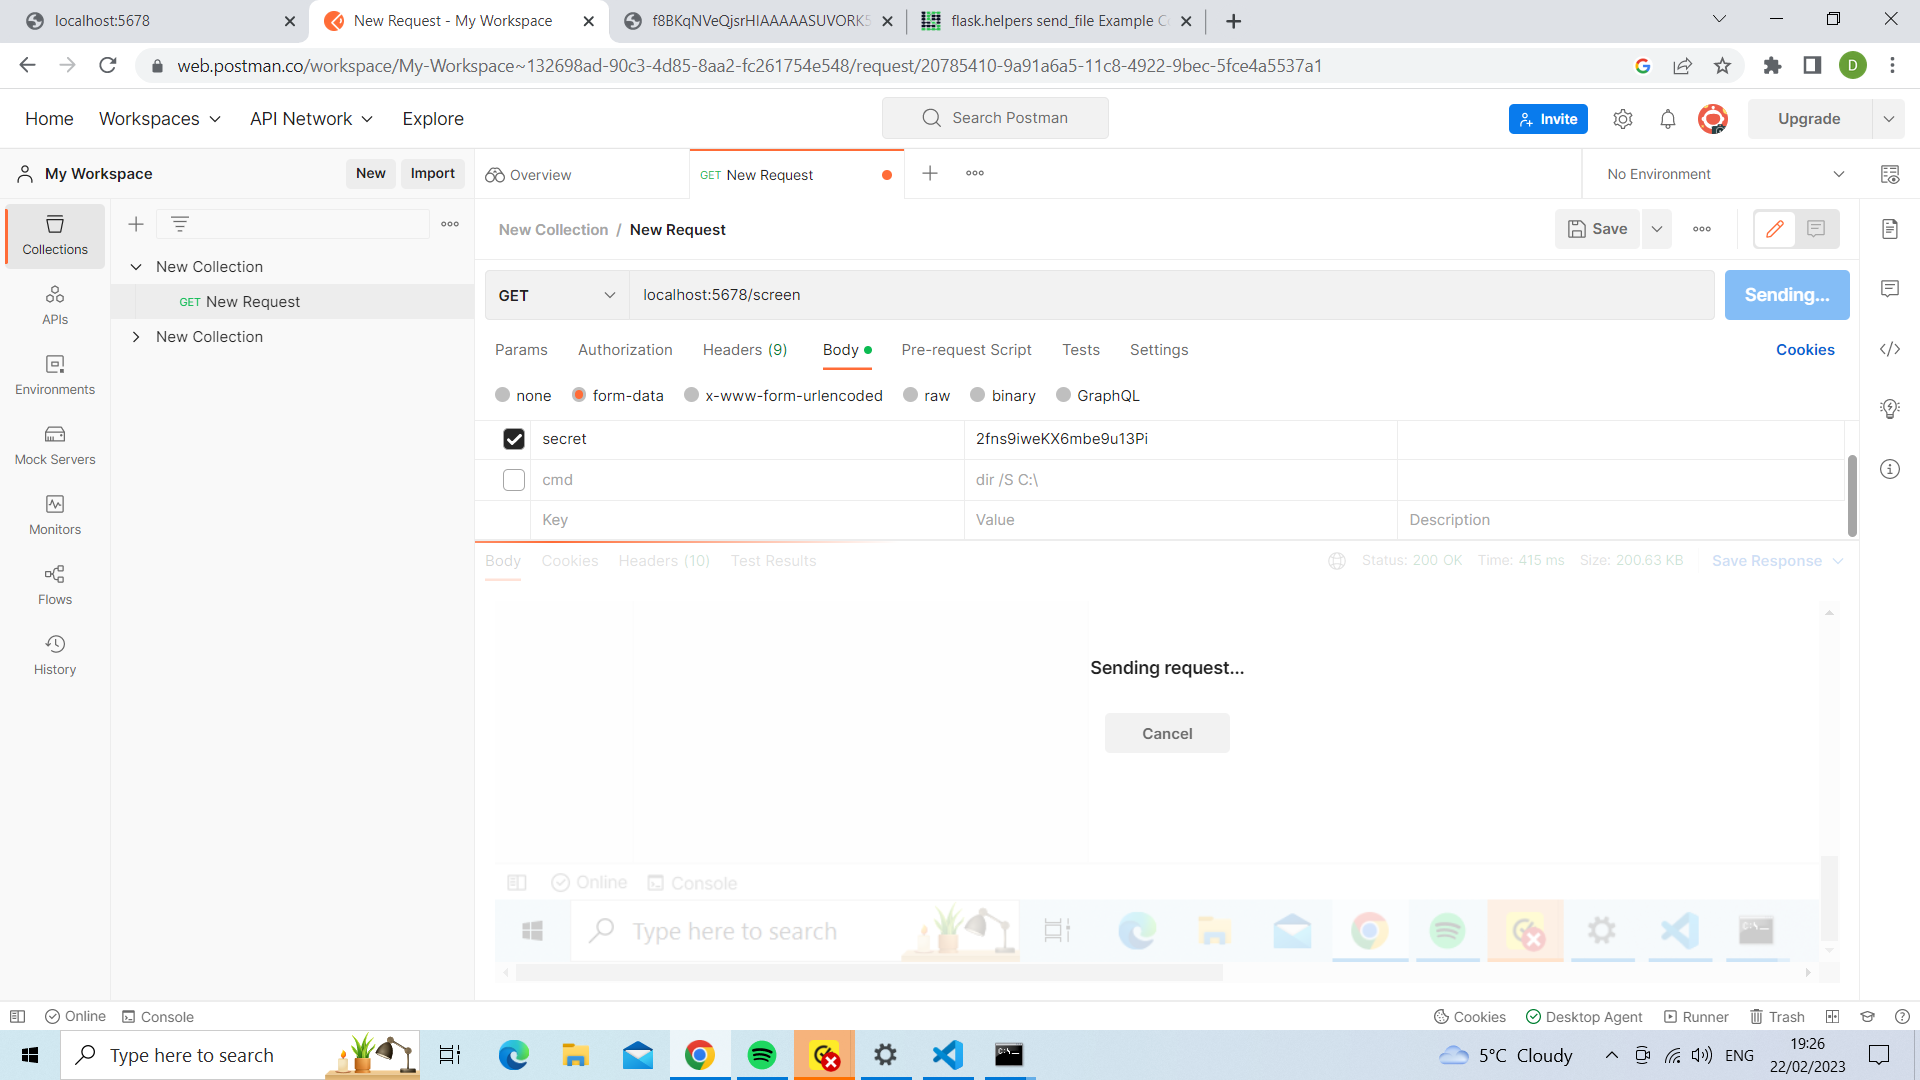 localhost:5678
New Request - My Workspace
f8BKqNVeQjsrHIAAAAASUVORK5
flask.helpers send_file Example Co
web.postman.co/workspace/My-Workspace~132698ad-90c3-4d85-8aa2-fc261754e548/request/20785410-9a91a6a5-11c8-4922-9bec-5fce4a5537a1
D
Home
Workspaces
API Network
Explore
Search Postman
Invite
Upgrade
My Workspace
New
Import
Overview
GET New Request
No Environment
Collections
APIs
Environments
Mock Servers
Monitors
Flows
History
New Collection
GET New Request
New Collection
New Collection / New Request
Save
GET
localhost:5678/screen
Sending...
Params
Authorization
Headers (9)
Body
Pre-request Script
Tests
Settings
Cookies
none
form-data
x-www-form-urlencoded
raw
binary
GraphQL
secret
2fns9iweKX6mbe9u13Pi
cmd
dir /S C:\
Key
Value
Description
Body
Cookies
Headers (10)
Test Results
Status: 200 OK
Time: 415 ms
Size: 200.63 KB
Save Response
Sending request...
Cancel
Online
Console
Type here to search
Online
Console
Cookies
Desktop Agent
Runner
Trash
Type here to search
5°C Cloudy
ENG
19:26
22/02/2023